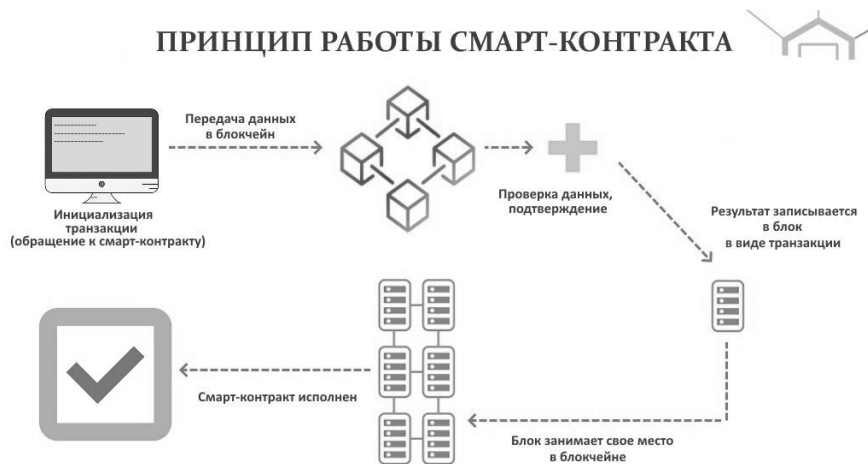 ПРИНЦИП РАБОТЫ СМАРТ-КОНТРАКТА
Передача данных
в блокчейн
Инициализация
транзакции
(обращение к смарт-контракту)
Проверка данных,
подтверждение
Результат записывается
в блок
в виде транзакции
Блок занимает свое место
в блокчейне
Смарт-контракт исполнен